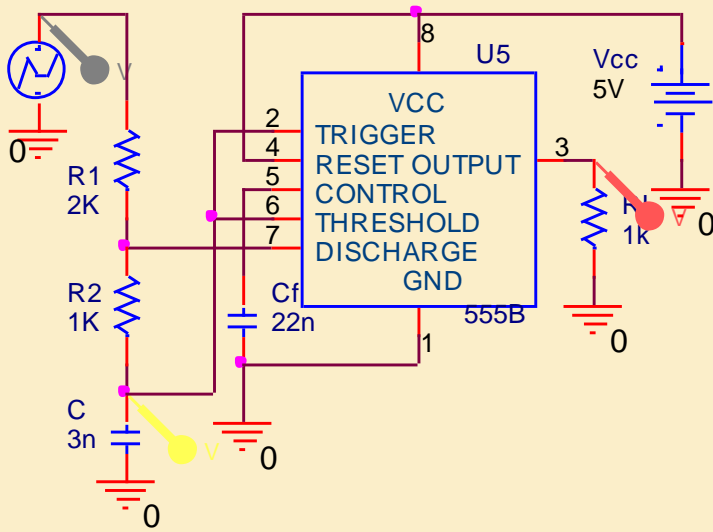 8
U5
Vcc
5V
V
0
VCC
2
TRIGGER
4
RESET OUTPUT
3
5
CONTROL
6
THRESHOLD
7
DISCHARGE
GND
R1
2K
1k
V
0
R2
1K
Cf
22n
555B
1
0
C
3n
V
0
0